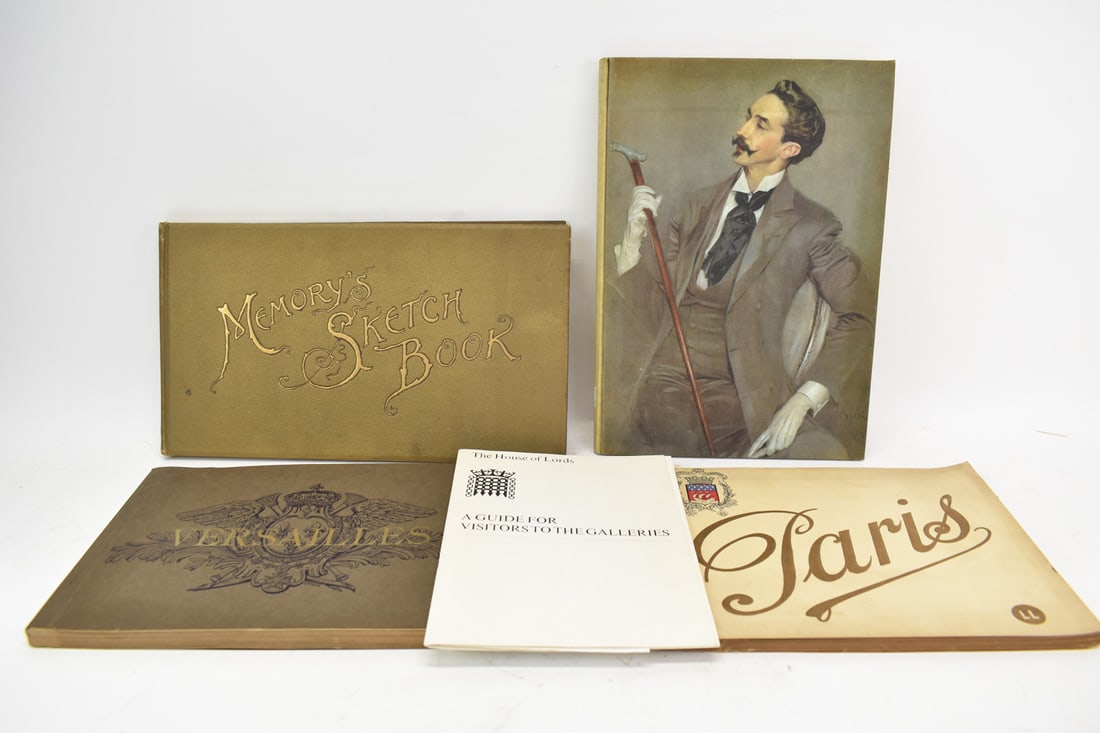 MEMORY'S
SKETCH
BOOK
VERSAILLES
The House of Lords
A GUIDE FOR
VISITORS TO THE GALLERIES
Paris
LL